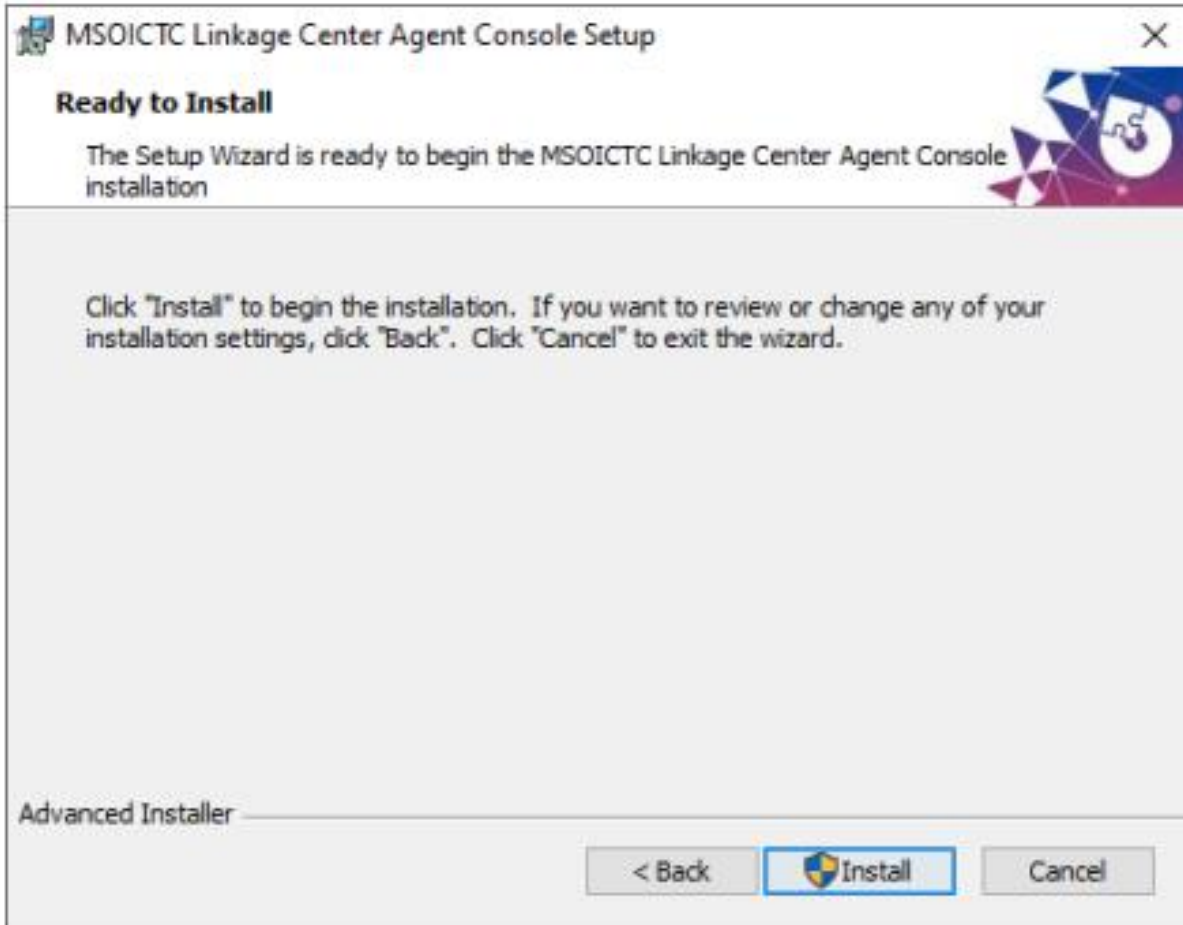 MSOICTC Linkage Center Agent Console Setup
Ready to Install
The Setup Wizard is ready to begin the MSOICTC Linkage Center Agent Console
installation
Click "Install" to begin the installation. If you want to review or change any of your
installation settings, click "Back". Click "Cancel" to exit the wizard.
Advanced Installer
< Back
Install
Cancel